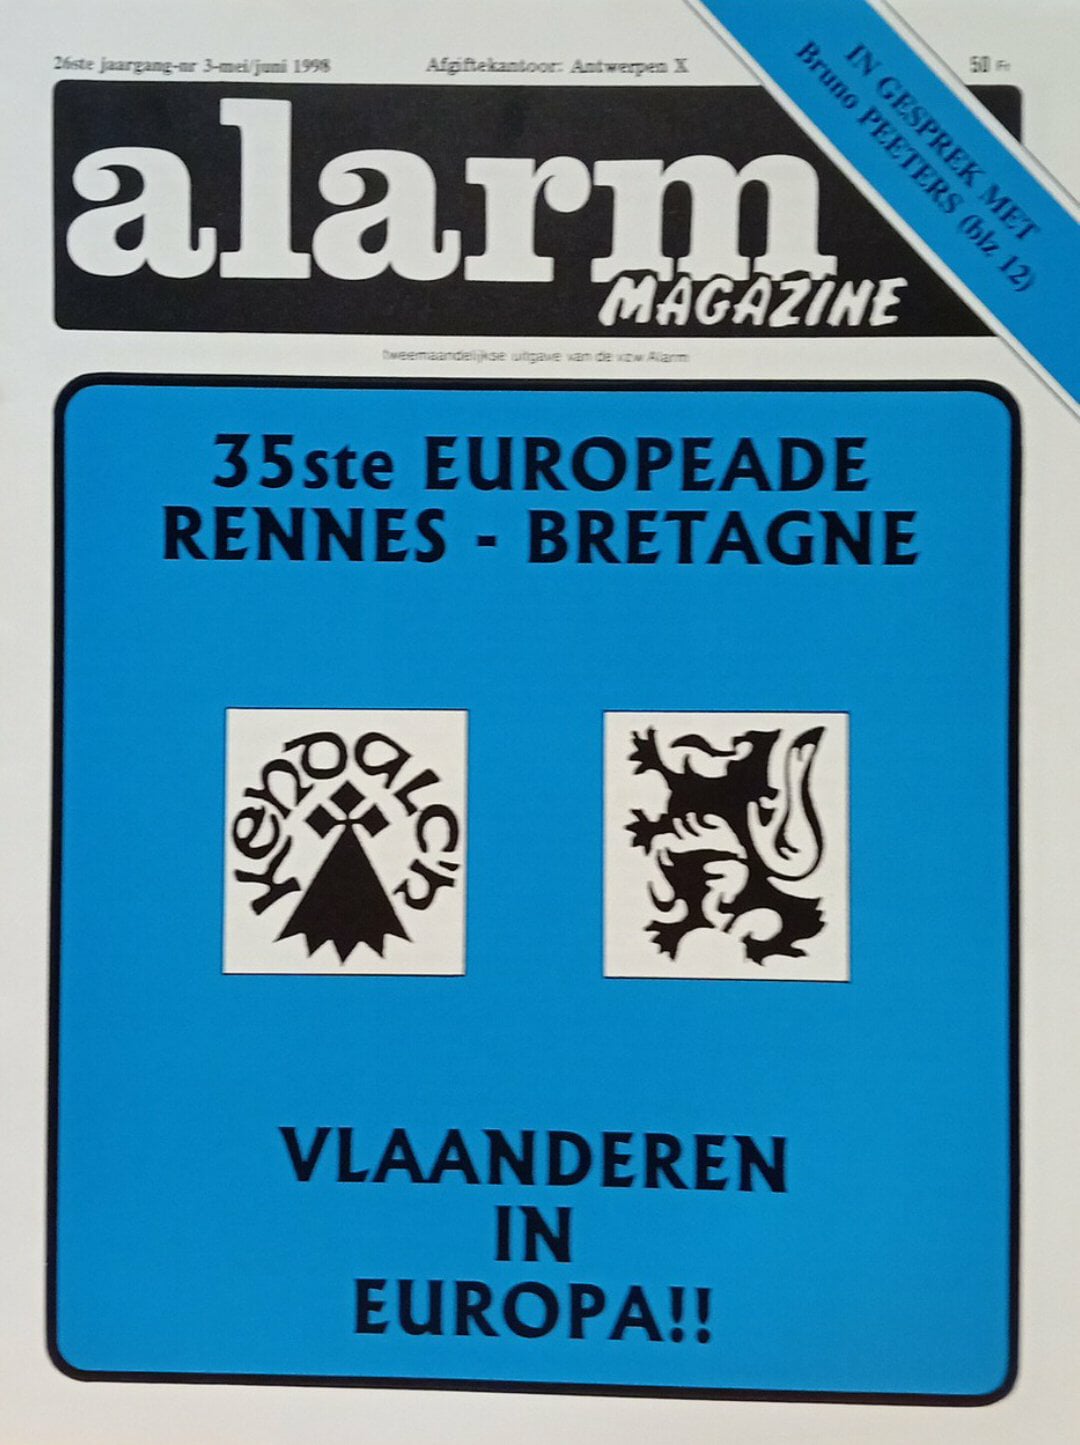 26ste jaargang-nr 3-mei/juni 1998
Afgiftekantoor: Antwerpen X
50 Fr
IN GESPREK MET
Bruno PEETERS (blz 12)
alarm
MAGAZINE
tweemaandelijkse uitgave van de vzw Alarm
35ste EUROPEADE
RENNES - BRETAGNE
Kendalc'h
VLAANDEREN
IN
EUROPA!!